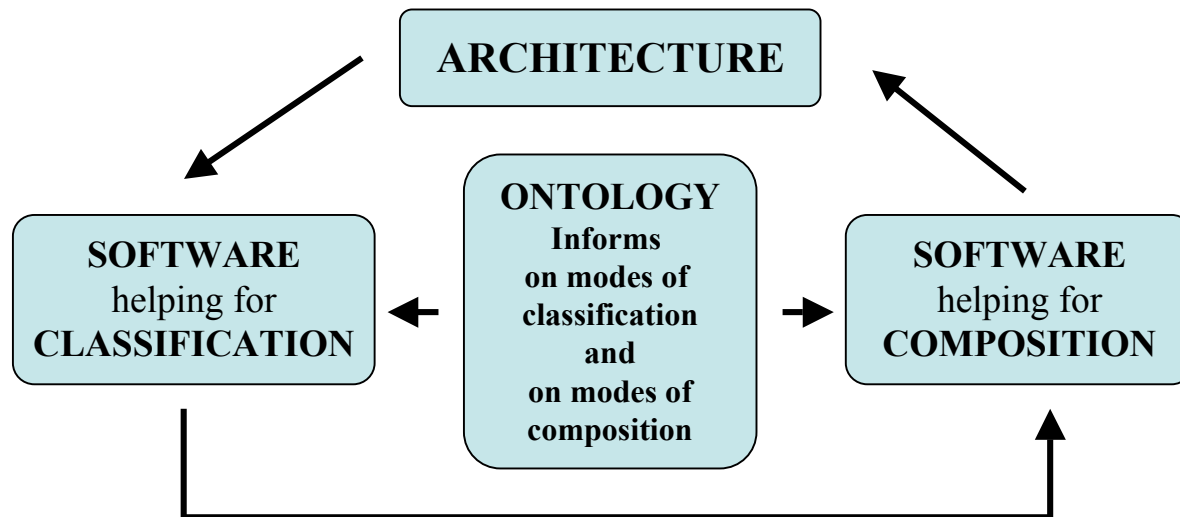 ARCHITECTURE
SOFTWARE
helping for
CLASSIFICATION
ONTOLOGY
Informs
on modes of
classification
and
on modes of
composition
SOFTWARE
helping for
COMPOSITION